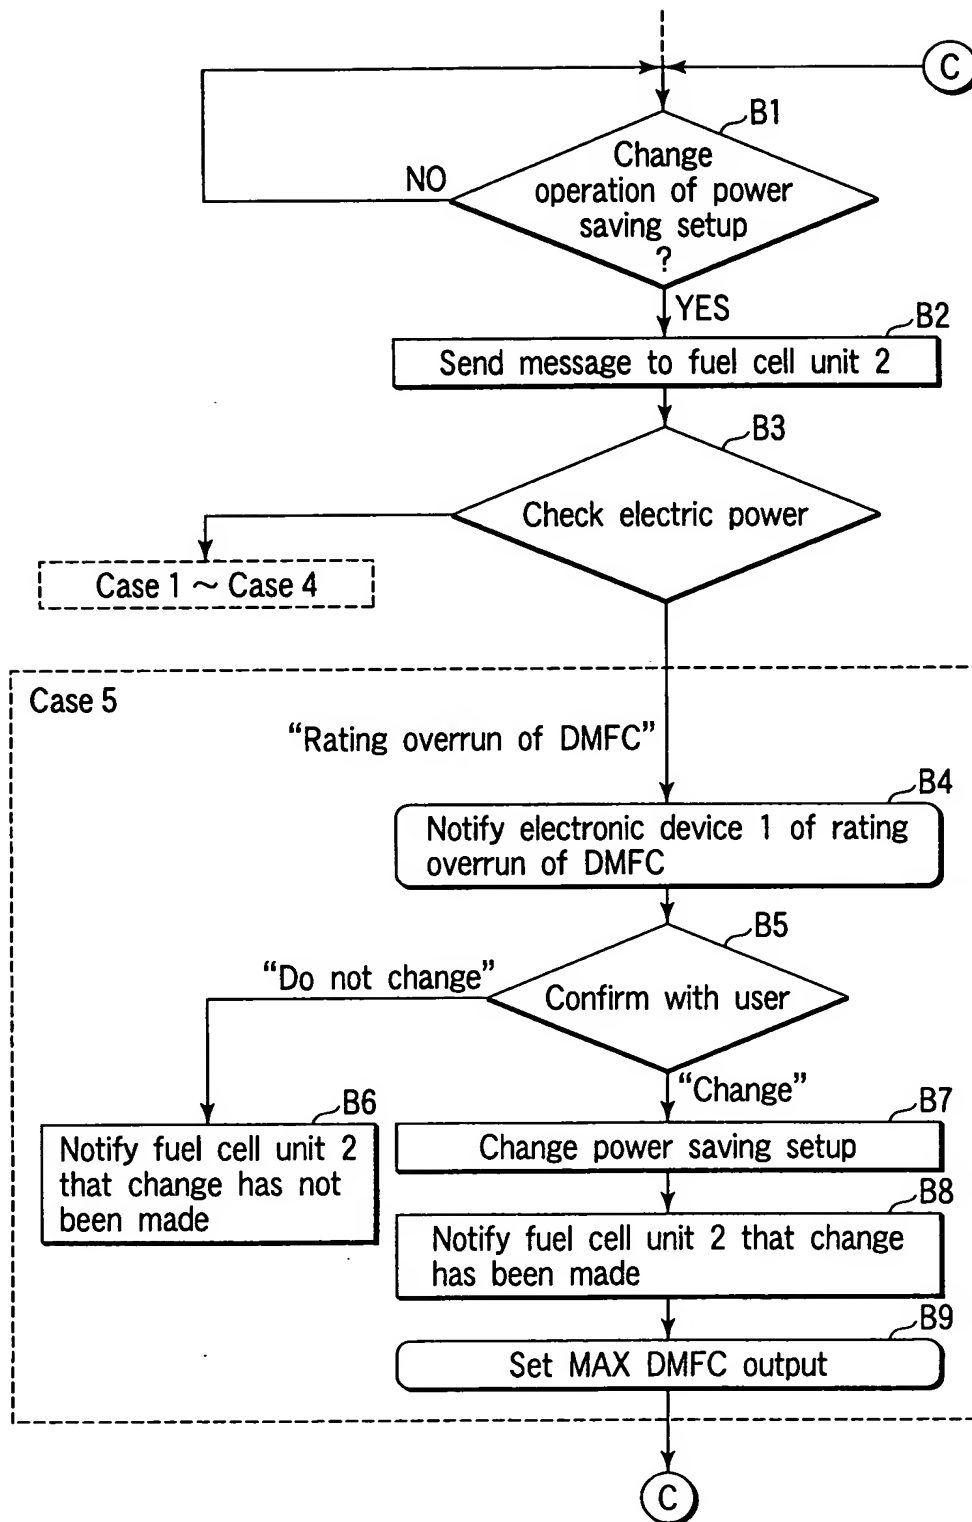 C
B1
Change
operation of power
saving setup
?
NO
YES
B2
Send message to fuel cell unit 2
B3
Check electric power
Case 1 ~ Case 4
Case 5
“Rating overrun of DMFC”
B4
Notify electronic device 1 of rating
overrun of DMFC
B5
“Do not change”
Confirm with user
“Change”
B6
Notify fuel cell unit 2
that change has not
been made
B7
Change power saving setup
B8
Notify fuel cell unit 2 that change
has been made
B9
Set MAX DMFC output
C